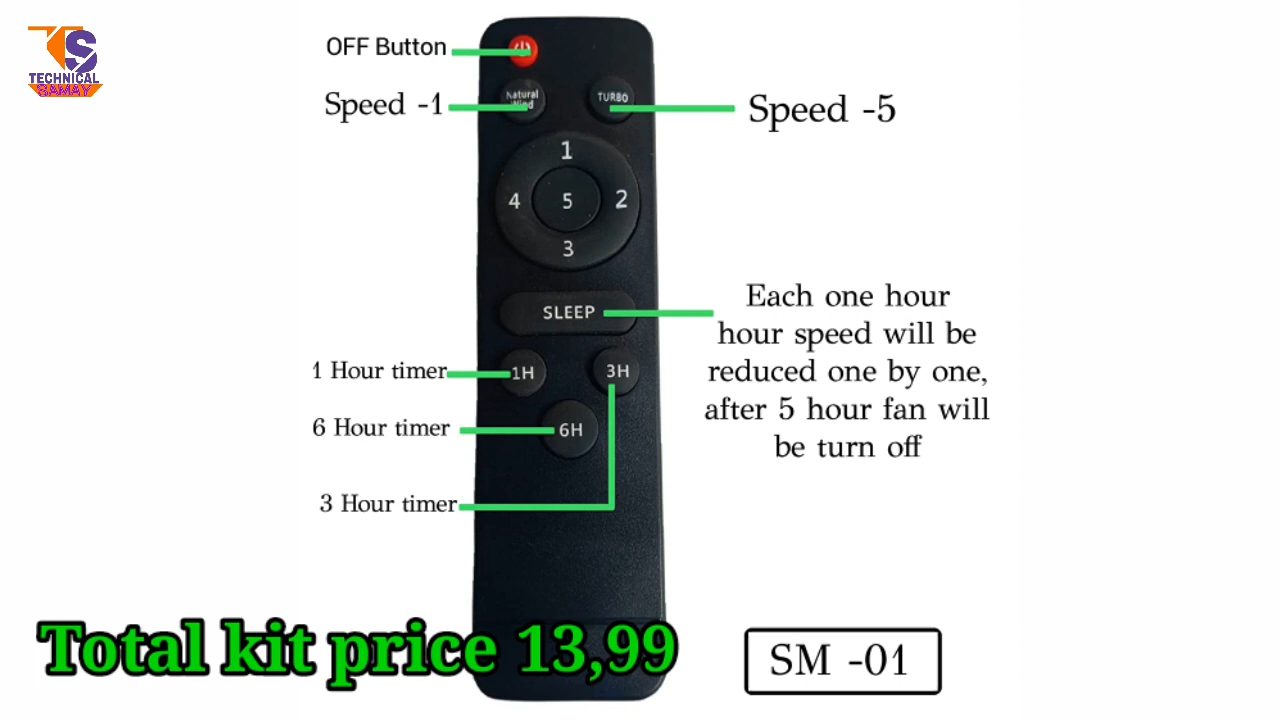 TECHNICAL
SAMAY
OFF Button
Speed -1
Natural
Wind
TURBO
Speed -5
1
4
5
2
3
SLEEP
Each one hour
hour speed will be
reduced one by one,
after 5 hour fan will
be turn off
1 Hour timer
1H
3H
6 Hour timer
6H
3 Hour timer
Total kit price 13,99
SM -01